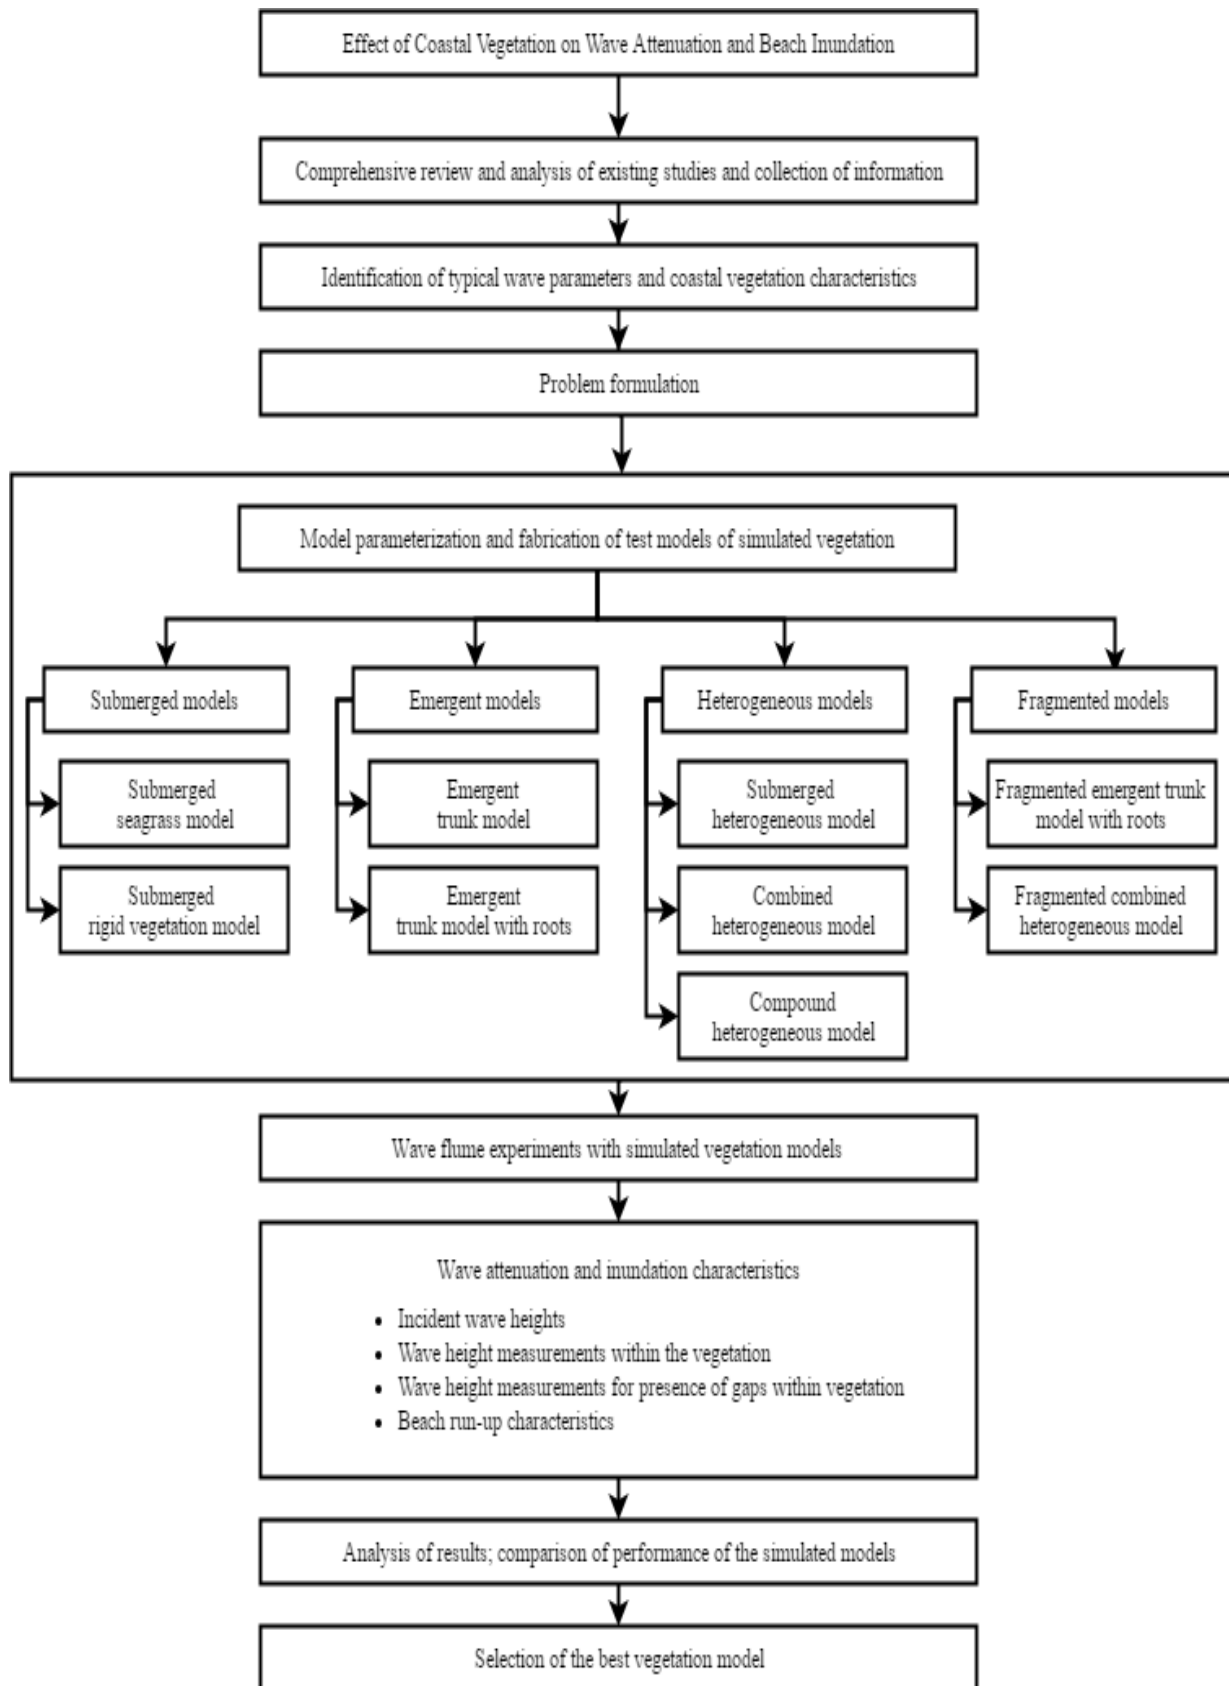 Effect of Coastal Vegetation on Wave Attenuation and Beach Inundation
Comprehensive review and analysis of existing studies and collection of information
Identification of typical wave parameters and coastal vegetation characteristics
Problem formulation
Model parameterization and fabrication of test models of simulated vegetation
Submerged models
Submerged
seagrass model
Submerged
rigid vegetation model
Emergent models
Emergent
trunk model
Emergent
trunk model with roots
Heterogeneous models
Submerged
heterogeneous model
Combined
heterogeneous model
Compound
heterogeneous model
Fragmented models
Fragmented emergent trunk
model with roots
Fragmented combined
heterogeneous model
Wave flume experiments with simulated vegetation models
Wave attenuation and inundation characteristics
• Incident wave heights
• Wave height measurements within the vegetation
• Wave height measurements for presence of gaps within vegetation
• Beach run-up characteristics
Analysis of results; comparison of performance of the simulated models
Selection of the best vegetation model